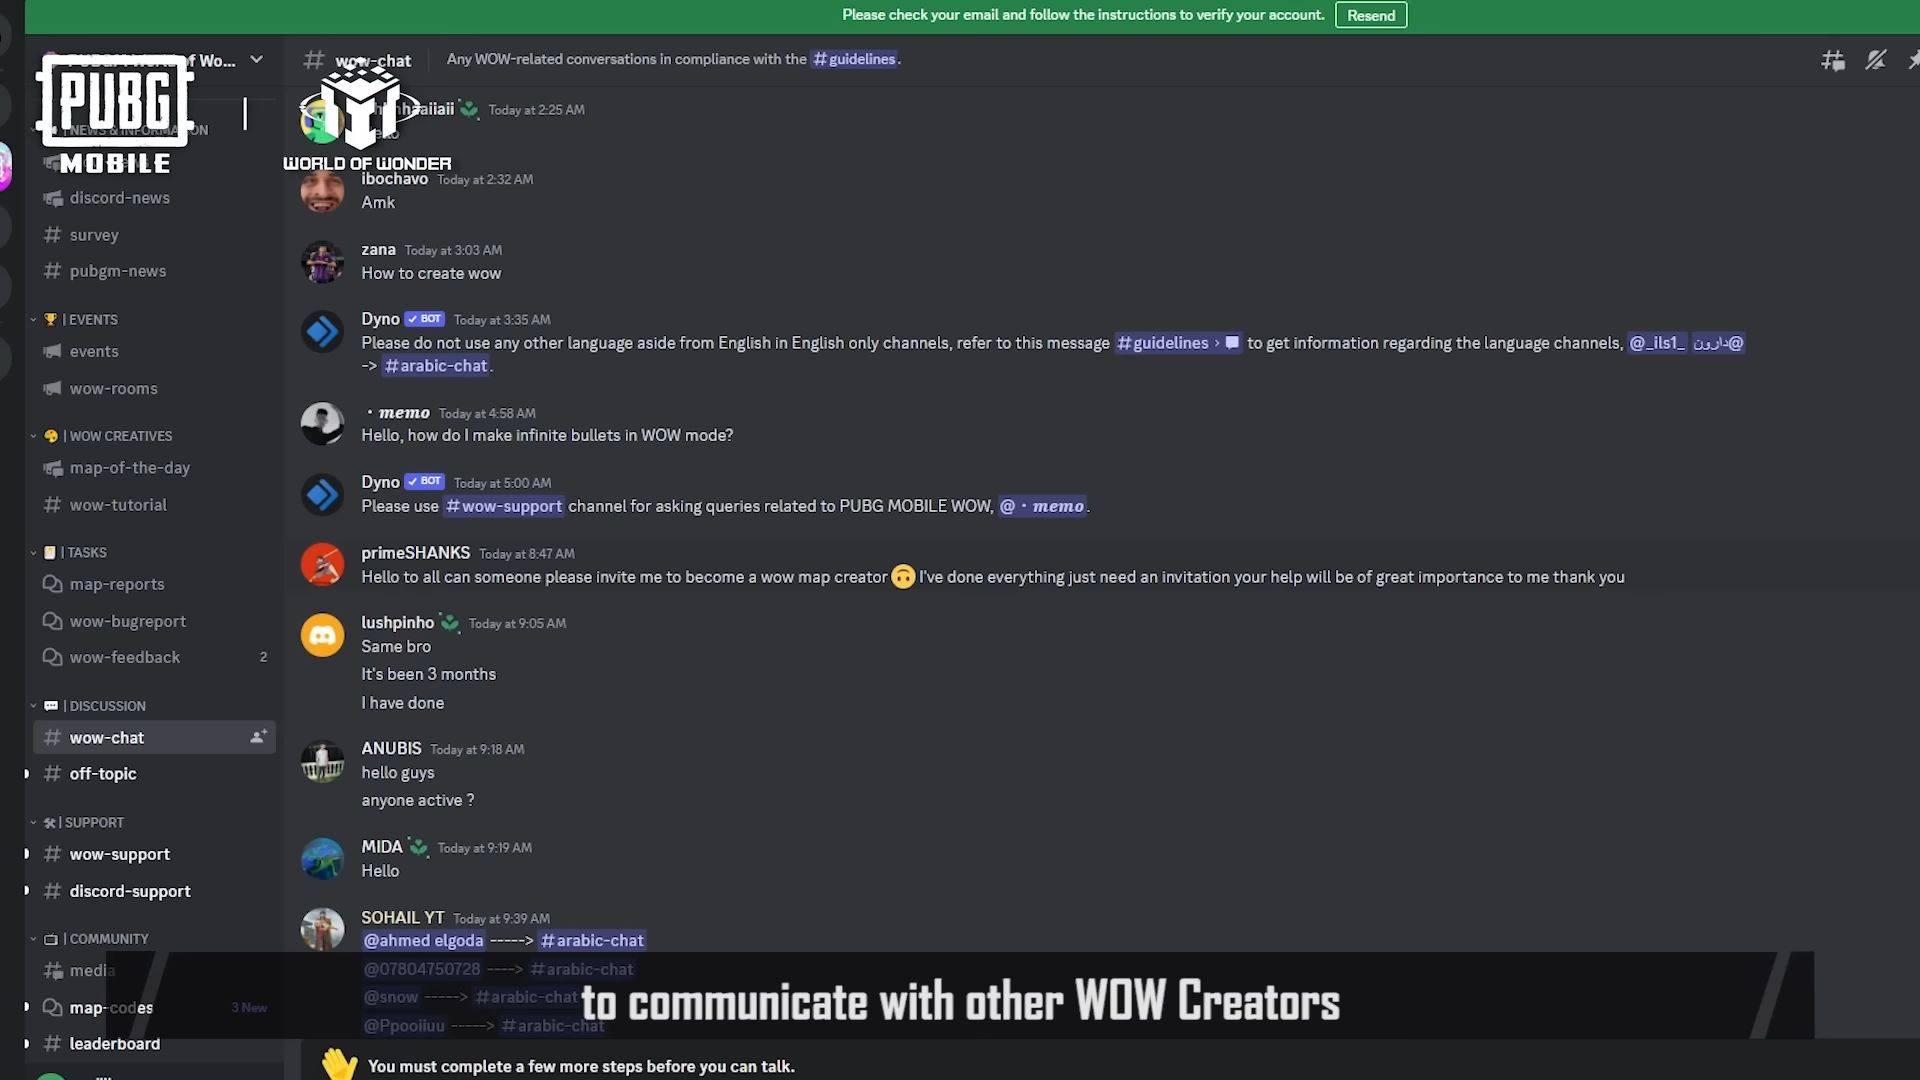 Please check your email and follow the instructions to verify your account. Resend
of Wo...
wow-chat
Any WOW-related conversations in compliance with the #guidelines.
PUBG
MOBILE
WORLD OF WONDER
NEWS & INFORMATION
discord-news
survey
pubgm-news
| EVENTS
events
wow-rooms
| WOW CREATIVES
map-of-the-day
wow-tutorial
| TASKS
map-reports
wow-bugreport
wow-feedback 2
| DISCUSSION
wow-chat
off-topic
| SUPPORT
wow-support
discord-support
| COMMUNITY
media
map-codes 3 New
leaderboard
Today at 2:25 AM
ibochavo Today at 2:32 AM
Amk
zana Today at 3:03 AM
How to create wow
Dyno BOT Today at 3:35 AM
Please do not use any other language aside from English in English only channels, refer to this message #guidelines › to get information regarding the language channels, @_ils1_ @دارون
-> #arabic-chat.
· memo Today at 4:58 AM
Hello, how do I make infinite bullets in WOW mode?
Dyno BOT Today at 5:00 AM
Please use #wow-support channel for asking queries related to PUBG MOBILE WOW, @ · memo.
primeSHANKS Today at 8:47 AM
Hello to all can someone please invite me to become a wow map creator 🙃 I've done everything just need an invitation your help will be of great importance to me thank you
lushpinho Today at 9:05 AM
Same bro
It's been 3 months
I have done
ANUBIS Today at 9:18 AM
hello guys
anyone active ?
MIDA Today at 9:19 AM
Hello
SOHAIL YT Today at 9:39 AM
@ahmed elgoda -----> #arabic-chat
@07804750728 ----> #arabic-chat
@snow -----> #arabic-chat
@Ppooiiuu -----> #arabic-chat
to communicate with other WOW Creators
You must complete a few more steps before you can talk.